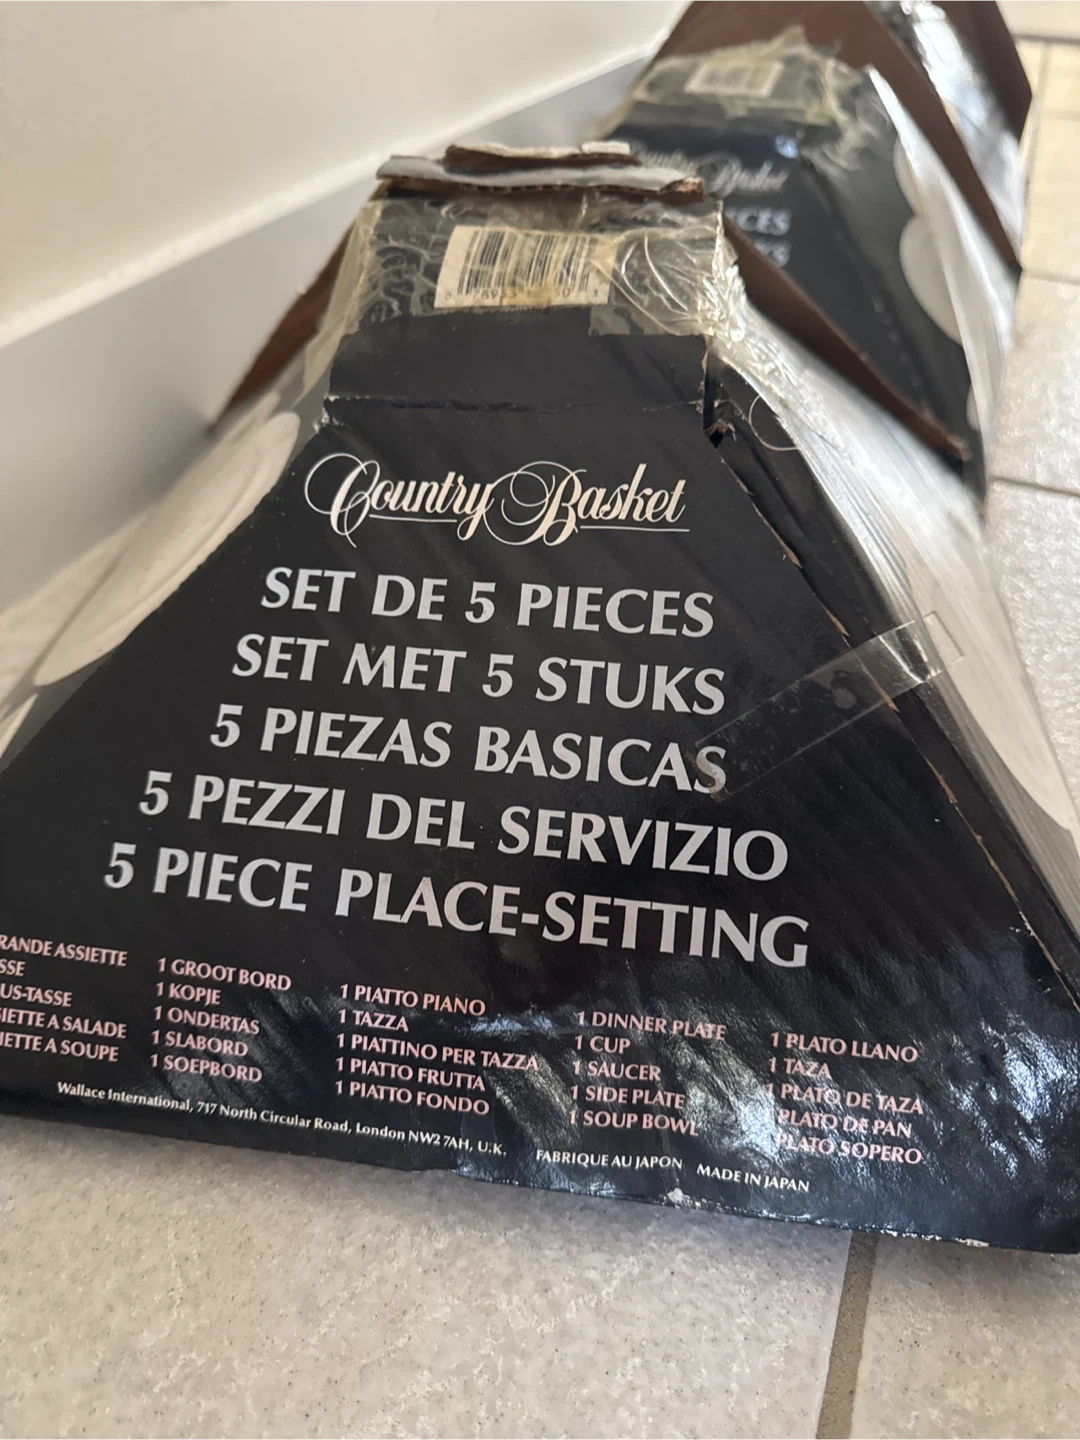 Country Basket
SET DE 5 PIECES
SET MET 5 STUKS
5 PIEZAS BASICAS
5 PEZZI DEL SERVIZIO
5 PIECE PLACE-SETTING
ASSIETTE
A SALADE
A SOUPE
1 GROOT BORD
1 KOPJE
1 ONDERTAS
1 SLABORD
1 SOEPBORD
1 PIATTO PIANO
1 TAZZA
1 PIATTINO PER TAZZA
1 PIATTO FRUTTA
1 PIATTO FONDO
1 DINNER PLATE
1 CUP
1 SAUCER
1 SIDE PLATE
1 SOUP BOWL
1 PLATO LLANO
1 TAZA
1 PLATO DE TAZA
PLATO DE PAN
PLATO SOPERO
Wallace International, 717 North Circular Road, London NW2 7AH, U.K.
FABRIQUE AU JAPON MADE IN JAPAN
Basket